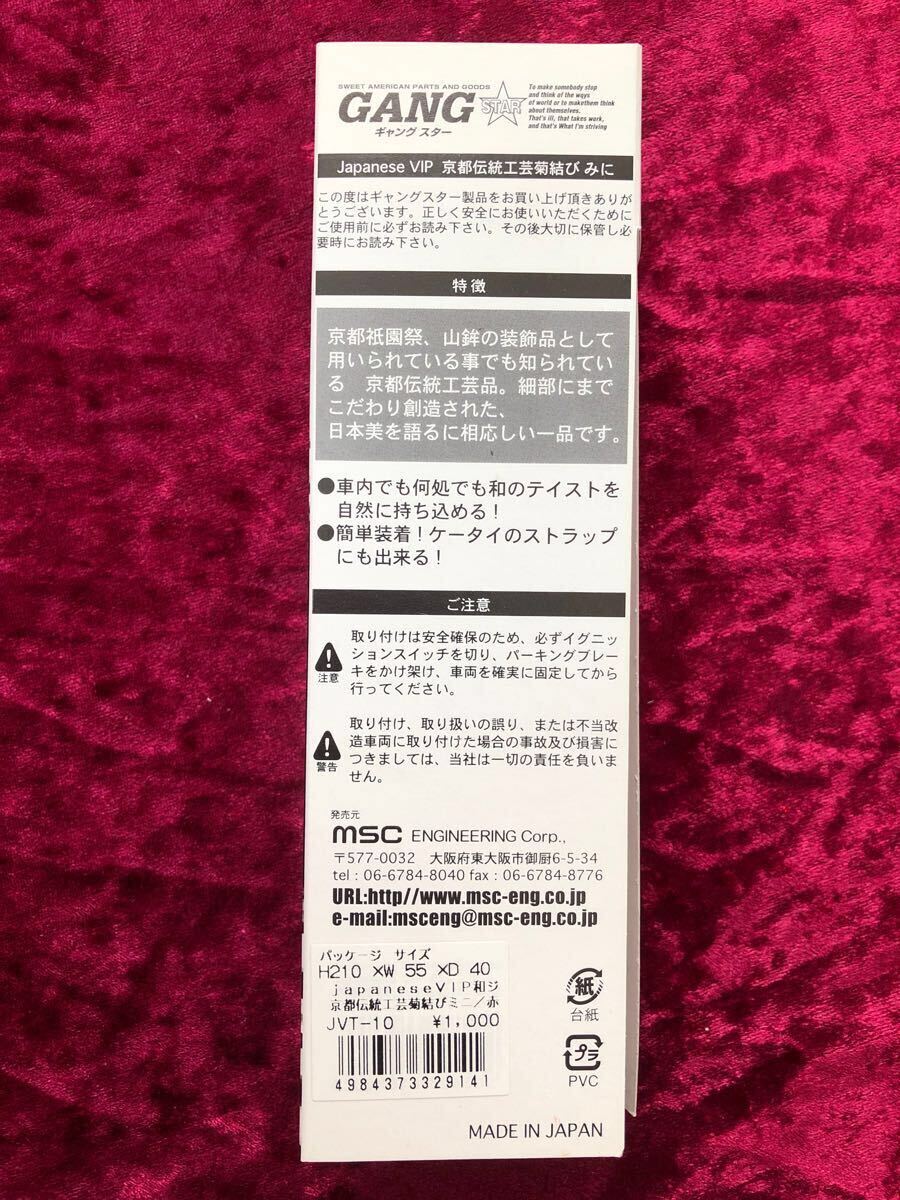 SWEET AMERICAN PARTS AND GOODS
GANG STAR
ギャング スター
To make somebody stop
and think of the ways
of world or to makethem think
about themselves.
That's ill, that takes work,
and that's What I'm striving
Japanese VIP 京都伝統工芸菊結び みに
この度はギャングスター製品をお買い上げ頂きありが
とうございます。正しく安全にお使いいただくために
ご使用前に必ずお読み下さい。その後大切に保管し必
要時にお読み下さい。
特徴
京都祇園祭、山鉾の装飾品として
用いられている事でも知られてい
る 京都伝統工芸品。細部にまで
こだわり創造された、
日本美を語るに相応しい一品です。
●車内でも何処でも和のテイストを
自然に持ち込める！
●簡単装着！ケータイのストラップ
にも出来る！
ご注意
取り付けは安全確保のため、必ずイグニッ
ションスイッチを切り、パーキングブレー
キをかけ架け、車両を確実に固定してから
行ってください。
注意
取り付け、取り扱いの誤り、または不当改
造車両に取り付けた場合の事故及び損害に
つきましては、当社は一切の責任を負いま
せん。
警告
発売元
msc ENGINEERING Corp.,
〒577-0032 大阪府東大阪市御厨6-5-34
tel : 06-6784-8040 fax : 06-6784-8776
URL:http//www.msc-eng.co.jp
e-mail:msceng@msc-eng.co.jp
パッケージ サイズ
H210 ×W 55 ×D 40
japaneseVIP和ジ
京都伝統工芸菊結びミニ／赤
JVT-10 ¥1,000
4984373329141
紙
台紙
プラ
PVC
MADE IN JAPAN